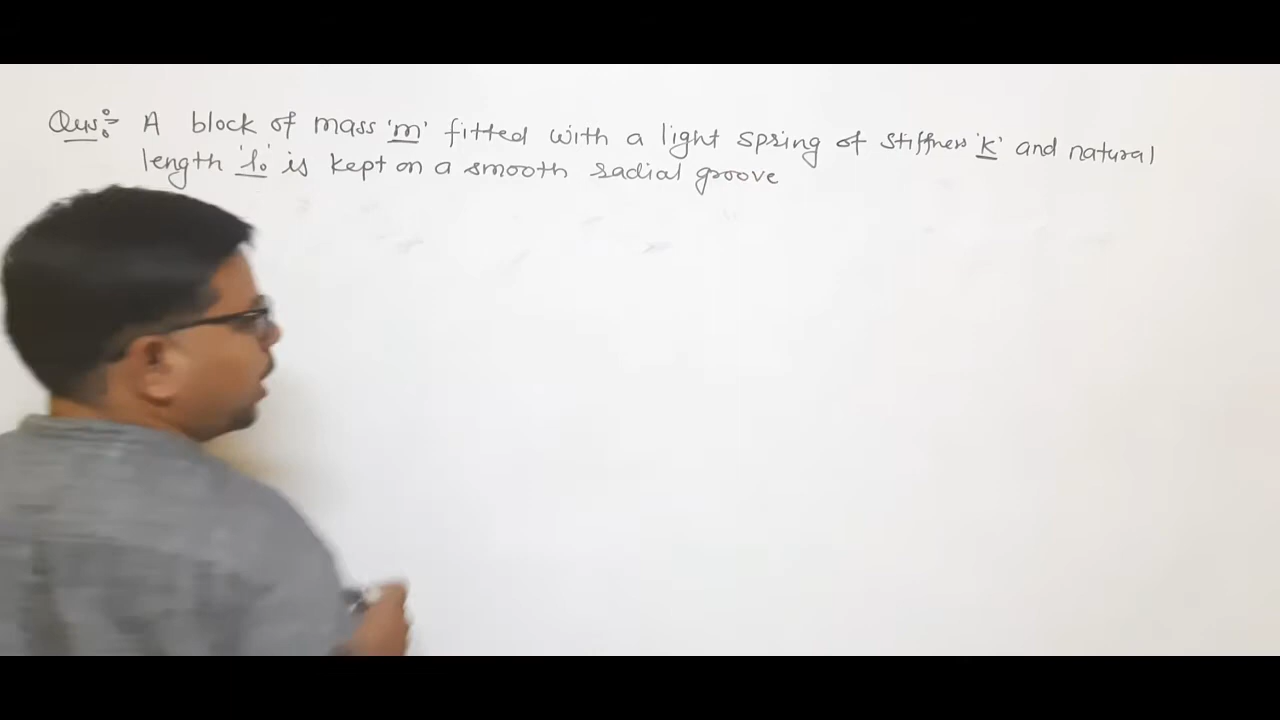 Ques:- A block of mass 'm' fitted with a light spring of stiffness 'k' and natural
length 'l₀' is kept on a smooth radial groove